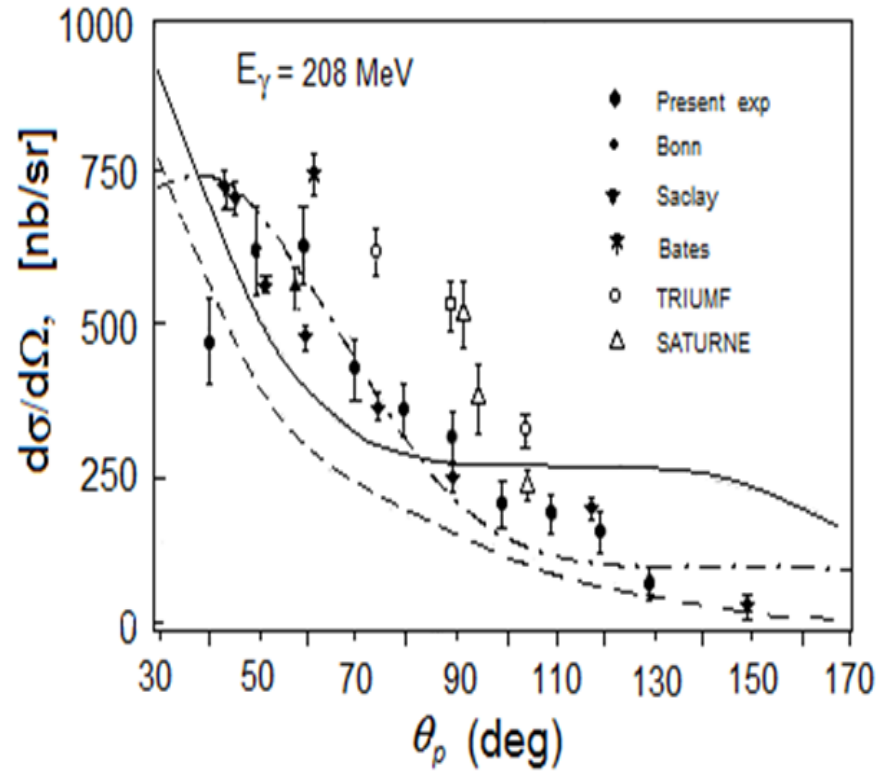 1000
750
500
250
0
dσ/dΩ, [nb/sr]
E_γ = 208 MeV
Present exp
Bonn
Saclay
Bates
TRIUMF
SATURNE
30 50 70 90 110 130 150 170
θ_p (deg)